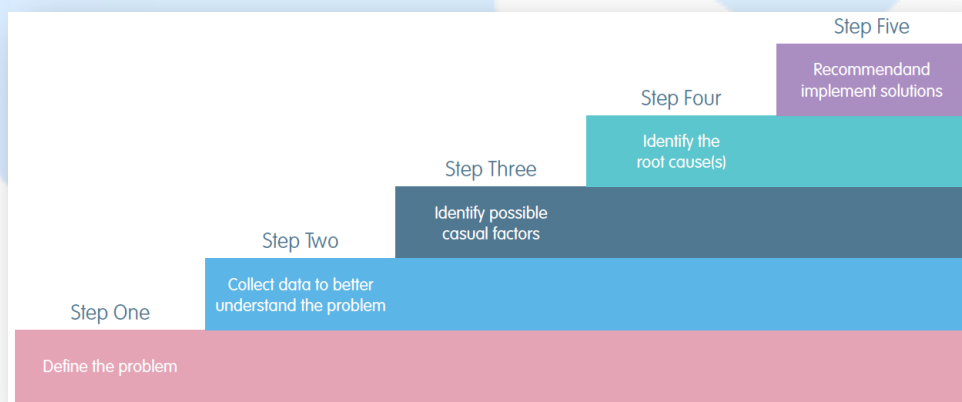 Step One
Define the problem
Step Two
Collect data to better
understand the problem
Step Three
Identify possible
casual factors
Step Four
Identify the
root cause(s)
Step Five
Recommendand
implement solutions